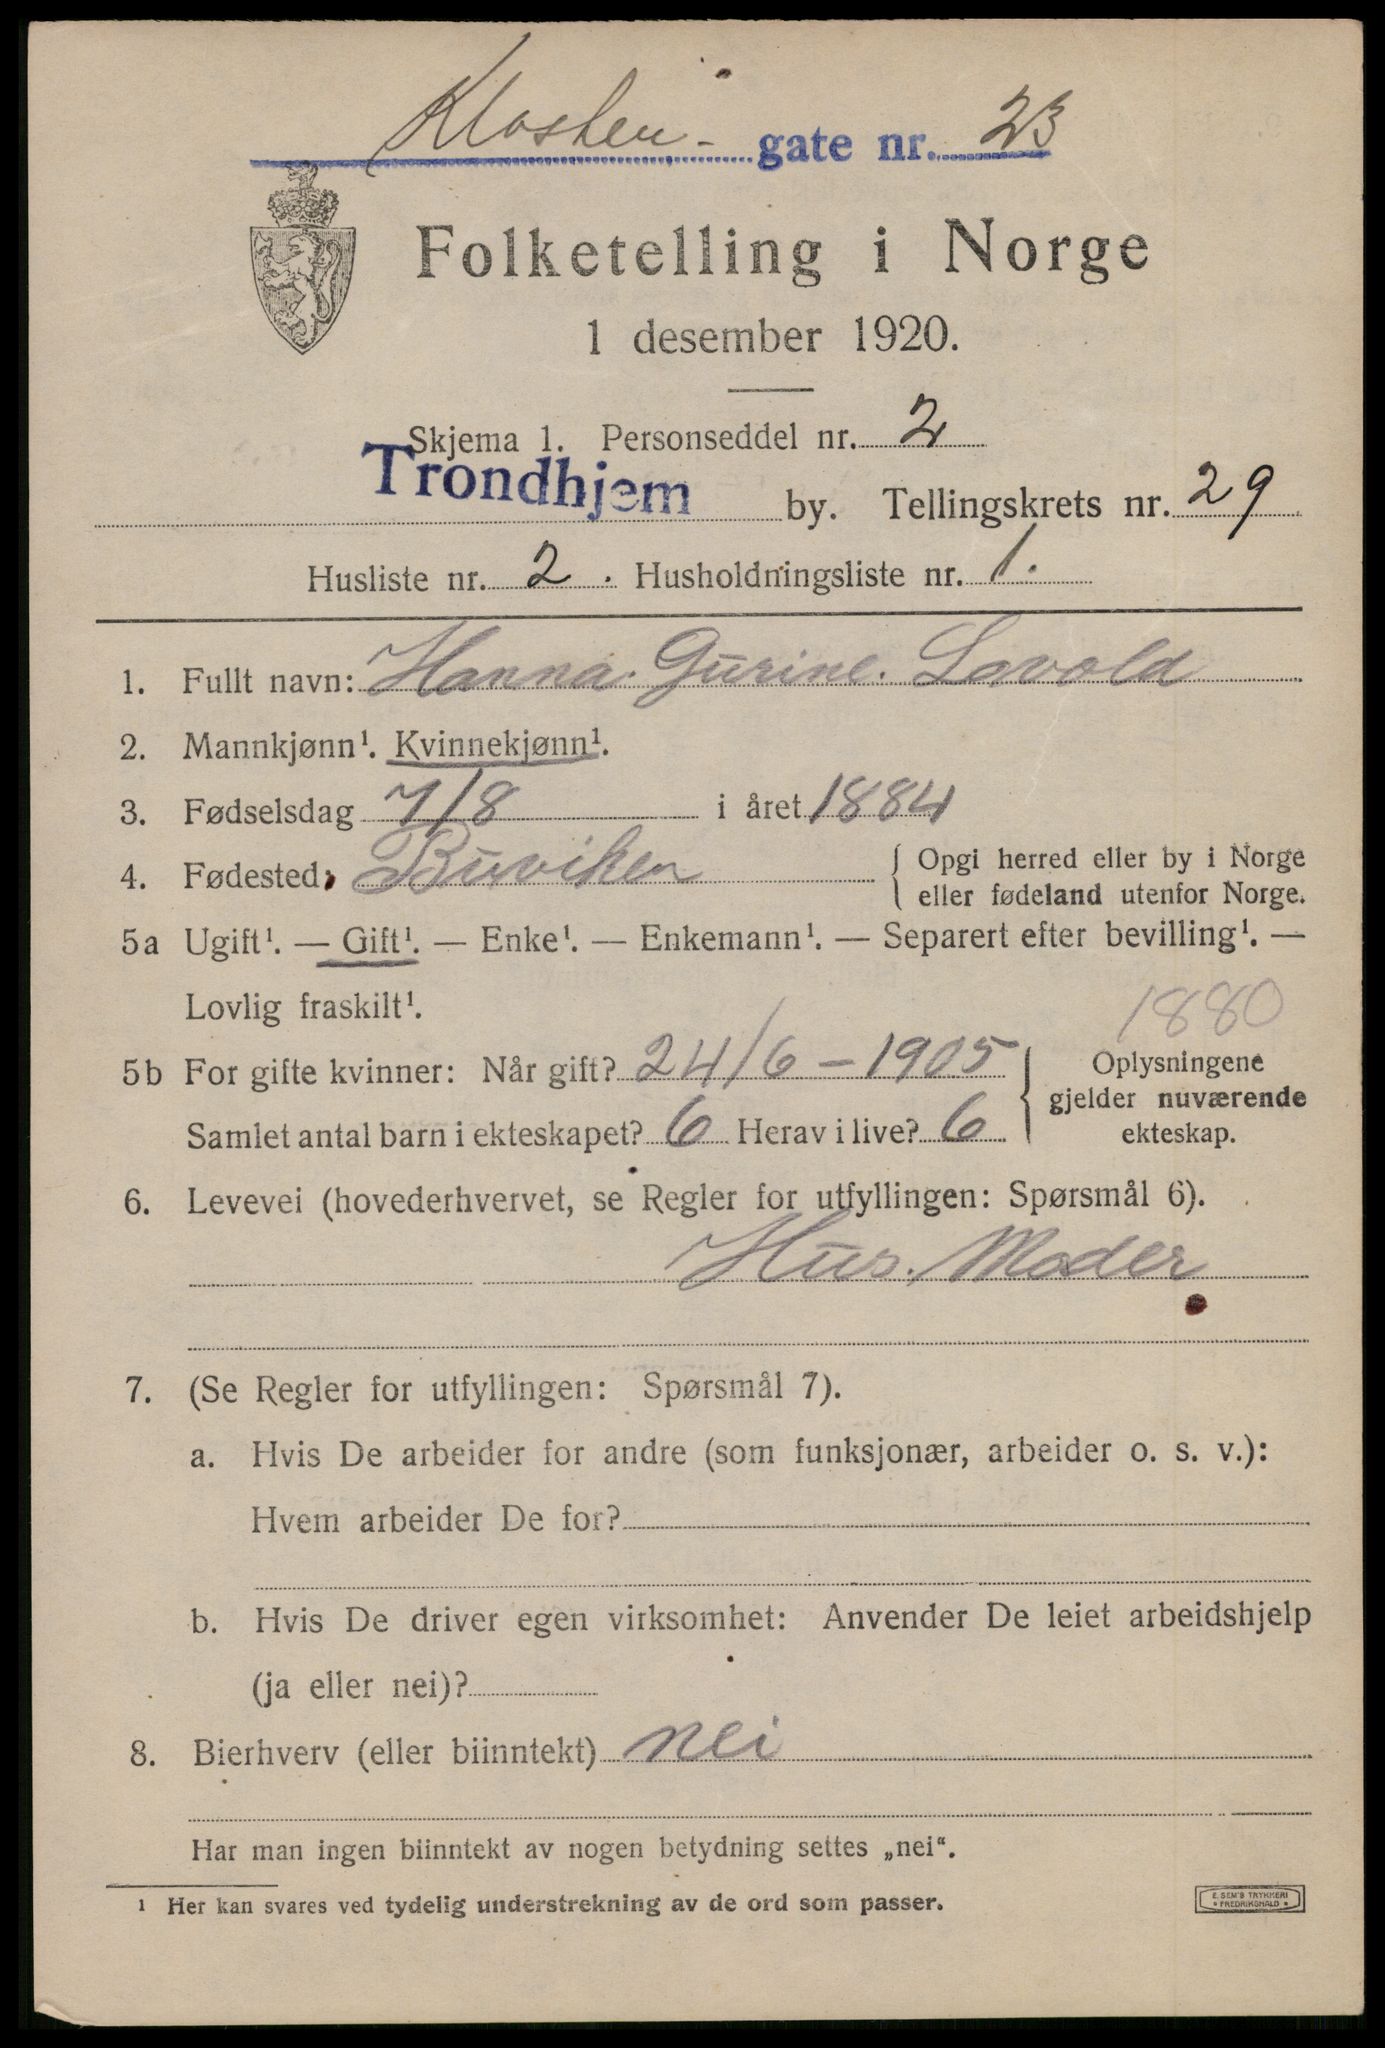 Kloster- gate nr. 23
Folketelling i Norge
1 desember 1920.
Skjema 1. Personseddel nr. 2
Trondhjem by. Tellingskrets nr. 29
Husliste nr. 2. Husholdningsliste nr. 1.
1. Fullt navn: Hanna. Gurine. Lovold
2. Mannkjønn¹. Kvinnekjønn¹.
3. Fødselsdag 7/8 i året 1884
4. Fødested: Buviken { Opgi herred eller by i Norge
eller fødeland utenfor Norge.
5a Ugift¹. — Gift¹. — Enke¹. — Enkemann¹. — Separert efter bevilling¹. —
Lovlig fraskilt¹.
1880
5b For gifte kvinner: Når gift? 24/6 - 1905
Samlet antal barn i ekteskapet? 6 Herav i live? 6
} Oplysningene
gjelder nuværende
ekteskap.
6. Levevei (hovederhvervet, se Regler for utfyllingen: Spørsmål 6).
Hus. Moder
7. (Se Regler for utfyllingen: Spørsmål 7).
a. Hvis De arbeider for andre (som funksjonær, arbeider o. s. v.):
Hvem arbeider De for?
b. Hvis De driver egen virksomhet: Anvender De leiet arbeidshjelp
(ja eller nei)?
8. Bierhverv (eller biinntekt) nei
Har man ingen biinntekt av nogen betydning settes „nei“.
¹ Her kan svares ved tydelig understrekning av de ord som passer.
E. SEM'S TRYKKERI
* FREDRIKSHALD *